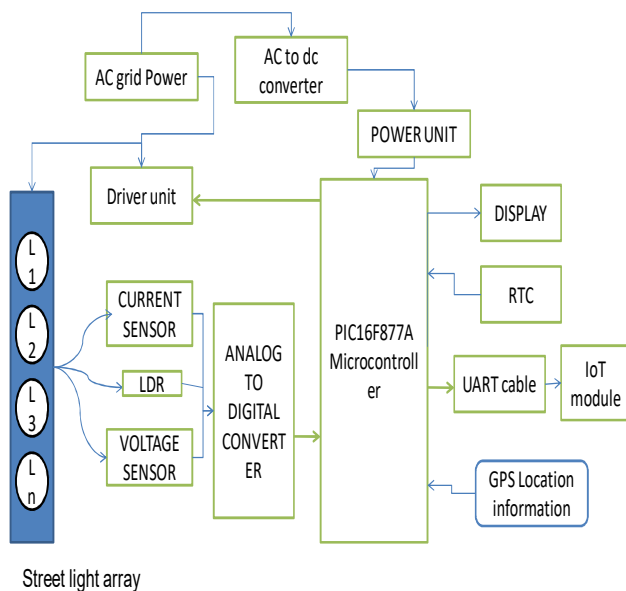 AC grid Power
AC to dc
converter
POWER UNIT
Driver unit
DISPLAY
RTC
L
1
L
2
L
3
L
n
CURRENT
SENSOR
LDR
VOLTAGE
SENSOR
ANALOG
TO
DIGITAL
CONVERT
ER
PIC16F877A
Microcontroll
er
UART cable
IoT
module
GPS Location
information
Street light array